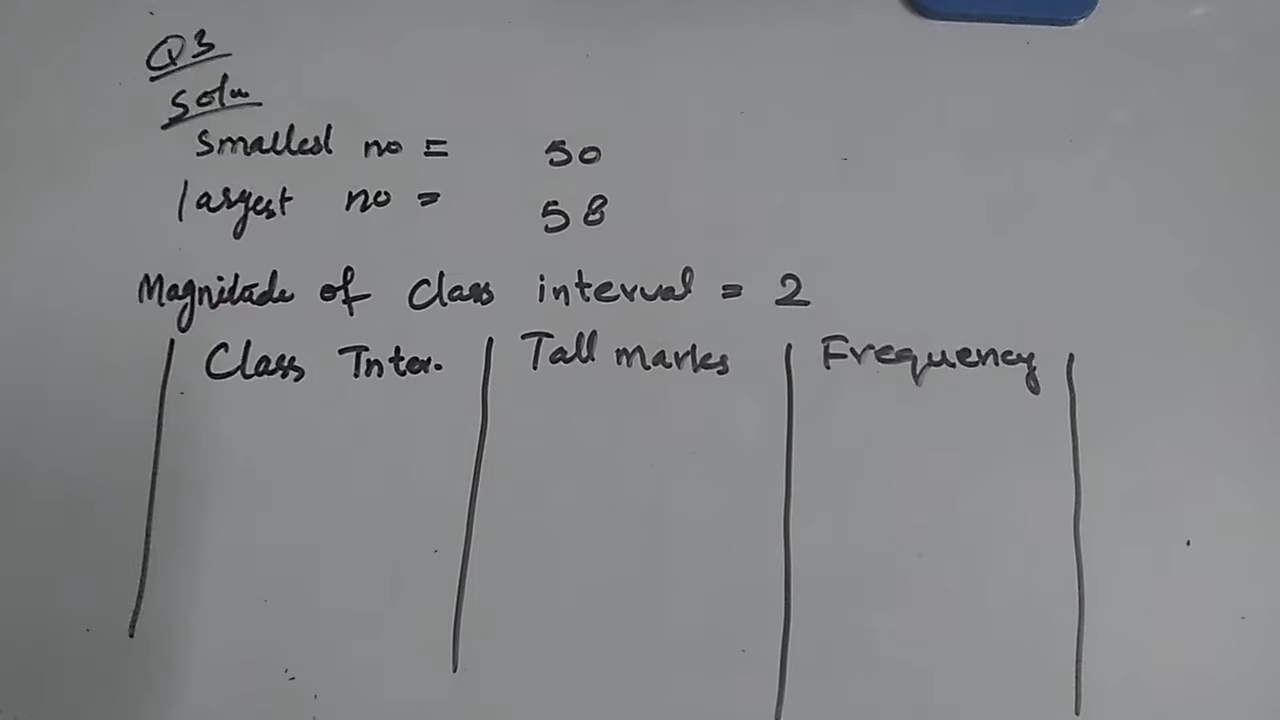 Q3
Soln
Smallest no = 50
largest no = 58
Magnitude of Class interval = 2
Class Inter. Tall marks Frequency